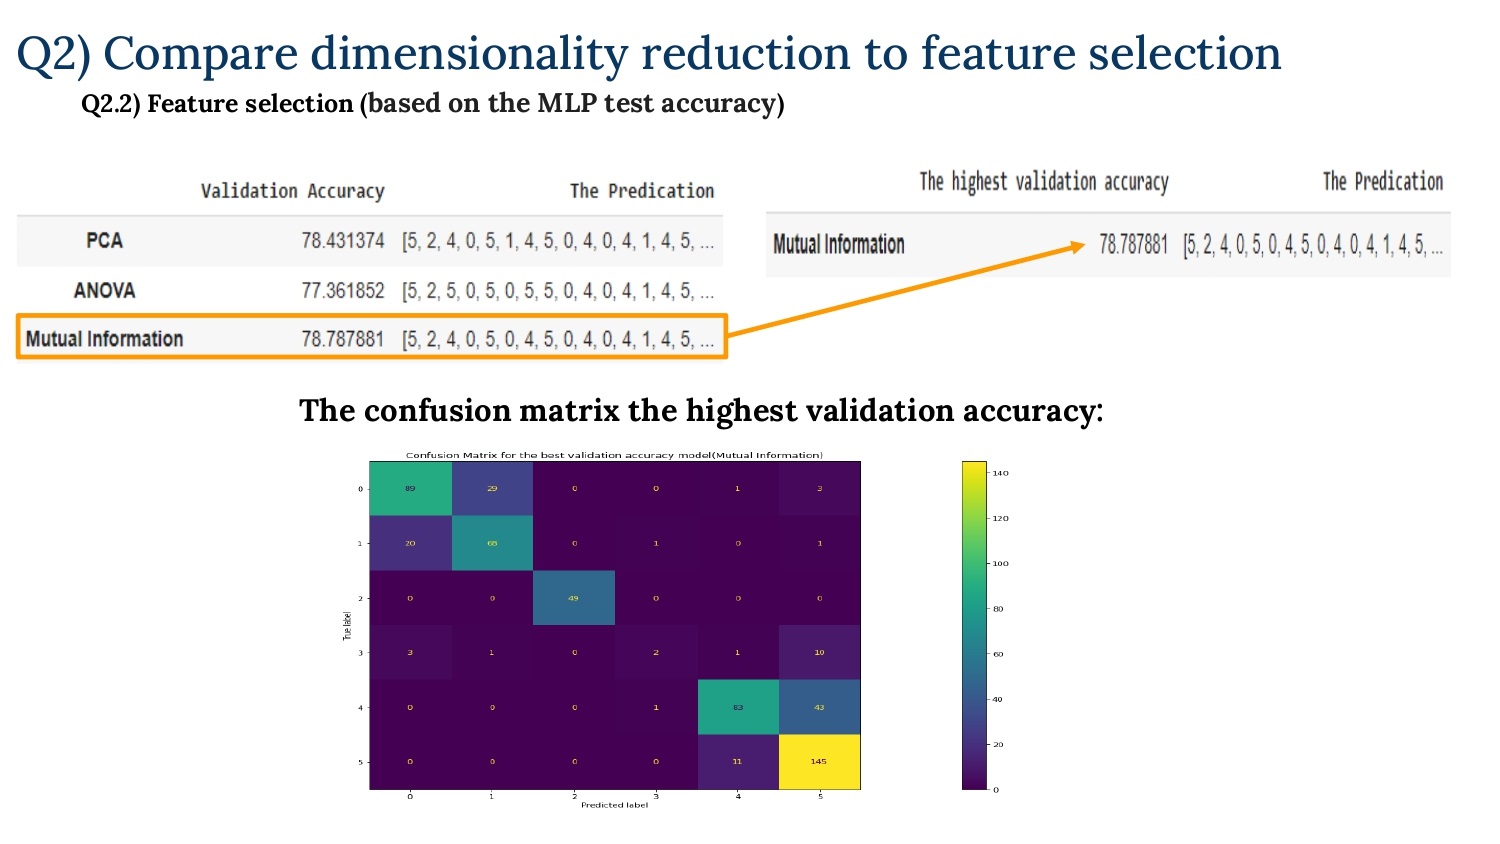 Q2) Compare dimensionality reduction to feature selection
Q2.2) Feature selection (based on the MLP test accuracy)
Validation Accuracy The Predication
PCA 78.431374 [5, 2, 4, 0, 5, 1, 4, 5, 0, 4, 0, 4, 1, 4, 5, ...
ANOVA 77.361852 [5, 2, 5, 0, 5, 0, 5, 5, 0, 4, 0, 4, 1, 4, 5, ...
Mutual Information 78.787881 [5, 2, 4, 0, 5, 0, 4, 5, 0, 4, 0, 4, 1, 4, 5, ...
The highest validation accuracy The Predication
Mutual Information 78.787881 [5, 2, 4, 0, 5, 0, 4, 5, 0, 4, 0, 4, 1, 4, 5, ...
The confusion matrix the highest validation accuracy:
Confusion Matrix for the best validation accuracy model(Mutual Information)
0 89 29 0 0 1 3
1 20 68 0 1 0 1
2 0 0 49 0 0 0
3 3 1 0 2 1 10
4 0 0 0 1 83 43
5 0 0 0 0 11 145
0 1 2 3 4 5
True label
Predicted label
140
120
100
80
60
40
20
0